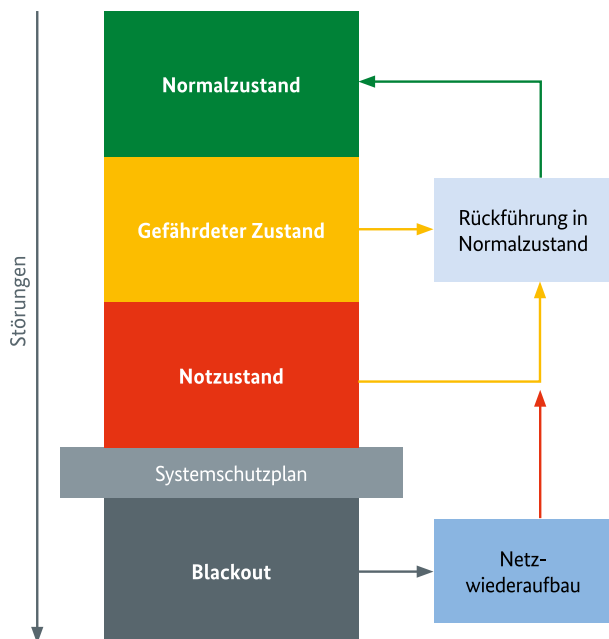 Normalzustand
Gefährdeter Zustand
Rückführung in
Normalzustand
Störungen
Notzustand
Systemschutzplan
Blackout
Netz-
wiederaufbau